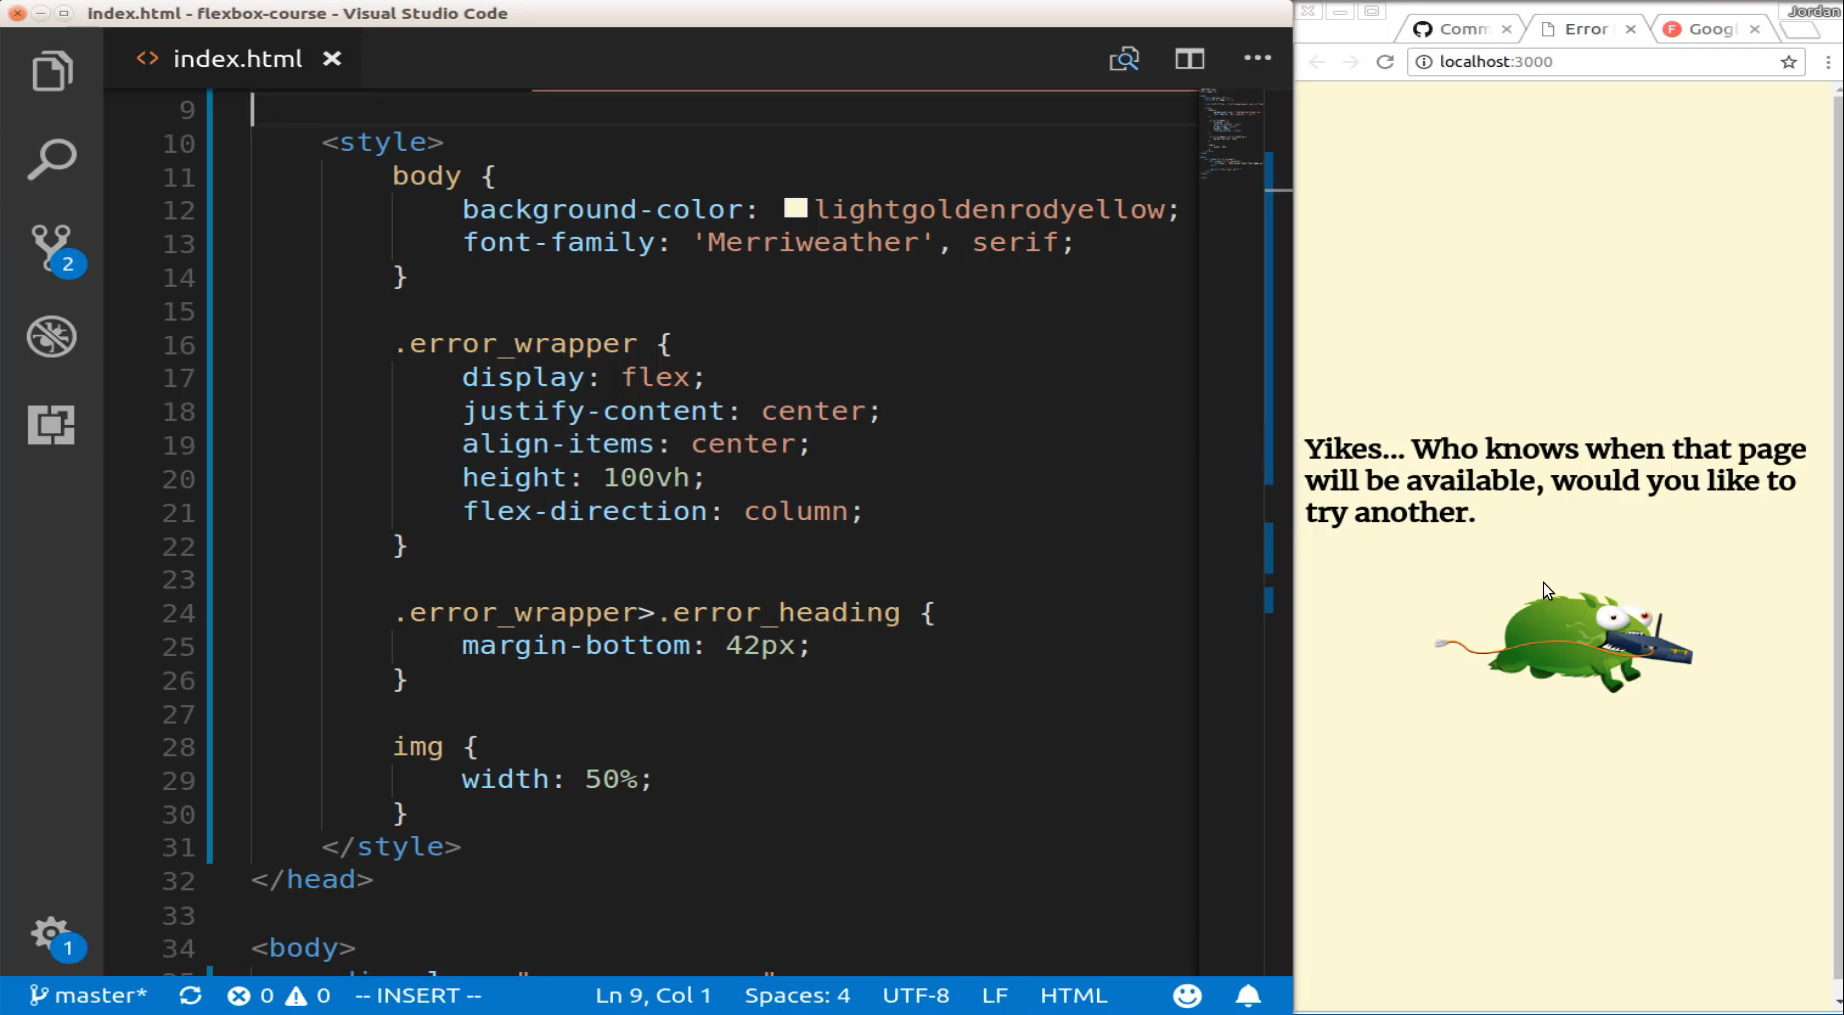 index.html - flexbox-course - Visual Studio Code
Jordan
<> index.html
Comm
Error
Googl
localhost:3000
9
10 <style>
11 body {
12 background-color: lightgoldenrodyellow;
13 font-family: 'Merriweather', serif;
14 }
15
16 .error_wrapper {
17 display: flex;
18 justify-content: center;
19 align-items: center;
20 height: 100vh;
21 flex-direction: column;
22 }
23
24 .error_wrapper>.error_heading {
25 margin-bottom: 42px;
26 }
27
28 img {
29 width: 50%;
30 }
31 </style>
32 </head>
33
34 <body>
2
1
Yikes... Who knows when that page
will be available, would you like to
try another.
master* 0 0 -- INSERT -- Ln 9, Col 1 Spaces: 4 UTF-8 LF HTML